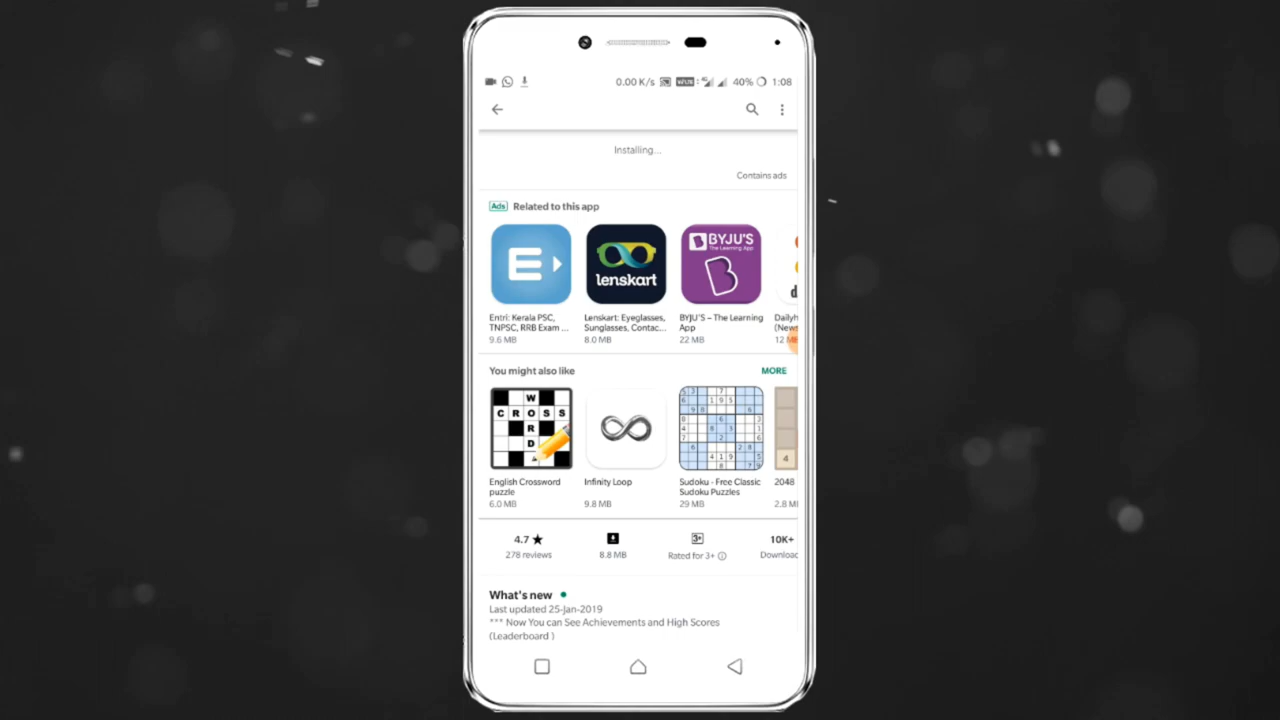 0.00 K/s VoLTE 4G 40% 1:08
Installing...
Contains ads
Ads Related to this app
E
lenskart
BYJU'S
The Learning App
B
d
Entri: Kerala PSC,
TNPSC, RRB Exam ...
9.6 MB
Lenskart: Eyeglasses,
Sunglasses, Contac...
8.0 MB
BYJU'S – The Learning
App
22 MB
Dailyh
(New
12 MB
You might also like
MORE
W
CROSS
R
D
4
English Crossword
puzzle
6.0 MB
Infinity Loop
9.8 MB
Sudoku - Free Classic
Sudoku Puzzles
29 MB
2048
2.8 M
4.7 ★
278 reviews
8.8 MB
3+
Rated for 3+
10K+
Downloac
What's new
Last updated 25-Jan-2019
*** Now You can See Achievements and High Scores
(Leaderboard )